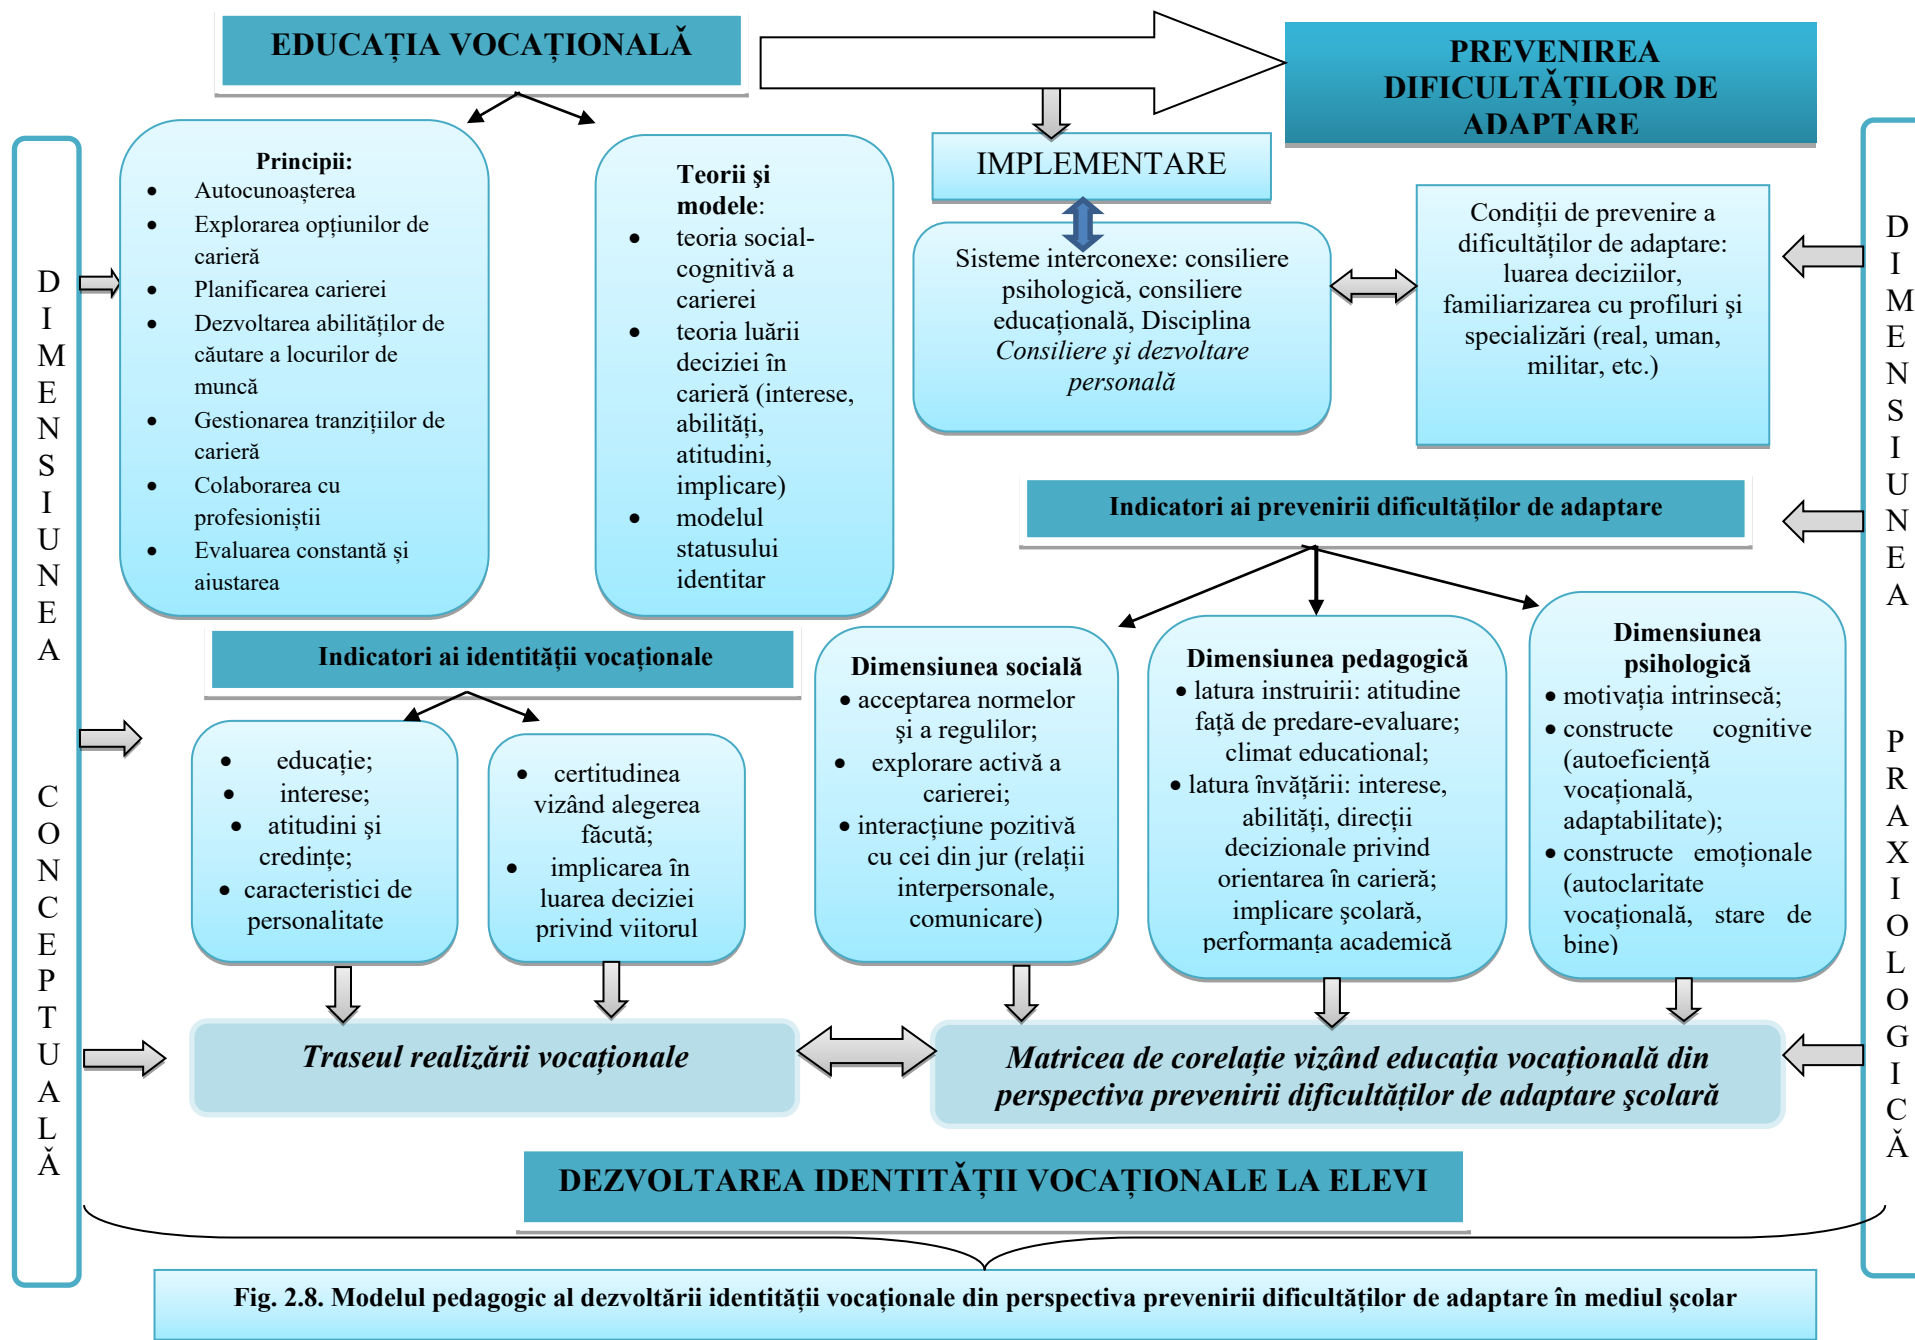 EDUCAȚIA VOCAȚIONALĂ
PREVENIREA
DIFICULTĂȚILOR DE
ADAPTARE
DIMENSIUNEA CONCEPTUALĂ
Principii:
• Autocunoașterea
• Explorarea opțiunilor de
carieră
• Planificarea carierei
• Dezvoltarea abilităților de
căutare a locurilor de
muncă
• Gestionarea tranzițiilor de
carieră
• Colaborarea cu
profesioniștii
• Evaluarea constantă și
ajustarea
Teorii şi
modele:
• teoria social-
cognitivă a
carierei
• teoria luării
deciziei în
carieră (interese,
abilități,
atitudini,
implicare)
• modelul
statusului
identitar
IMPLEMENTARE
Sisteme interconexe: consiliere
psihologică, consiliere
educațională, Disciplina
Consiliere şi dezvoltare
personală
Condiții de prevenire a
dificultăților de adaptare:
luarea deciziilor,
familiarizarea cu profiluri şi
specializări (real, uman,
militar, etc.)
DIMENSIUNEA PRAXIOLOGICĂ
Indicatori ai prevenirii dificultăților de adaptare
Indicatori ai identității vocaționale
• educație;
• interese;
• atitudini şi
credințe;
• caracteristici de
personalitate
• certitudinea
vizând alegerea
făcută;
• implicarea în
luarea deciziei
privind viitorul
Dimensiunea socială
• acceptarea normelor
şi a regulilor;
• explorare activă a
carierei;
• interacțiune pozitivă
cu cei din jur (relații
interpersonale,
comunicare)
Dimensiunea pedagogică
• latura instruirii: atitudine
față de predare-evaluare;
climat educational;
• latura învățării: interese,
abilități, direcții
decizionale privind
orientarea în carieră;
implicare şcolară,
performanța academică
Dimensiunea
psihologică
• motivația intrinsecă;
• constructe cognitive
(autoeficiență
vocațională,
adaptabilitate);
• constructe emoționale
(autoclaritate
vocațională, stare de
bine)
Traseul realizării vocaționale
Matricea de corelație vizând educația vocațională din
perspectiva prevenirii dificultăților de adaptare şcolară
DEZVOLTAREA IDENTITĂȚII VOCAȚIONALE LA ELEVI
Fig. 2.8. Modelul pedagogic al dezvoltării identității vocaționale din perspectiva prevenirii dificultăților de adaptare în mediul școlar